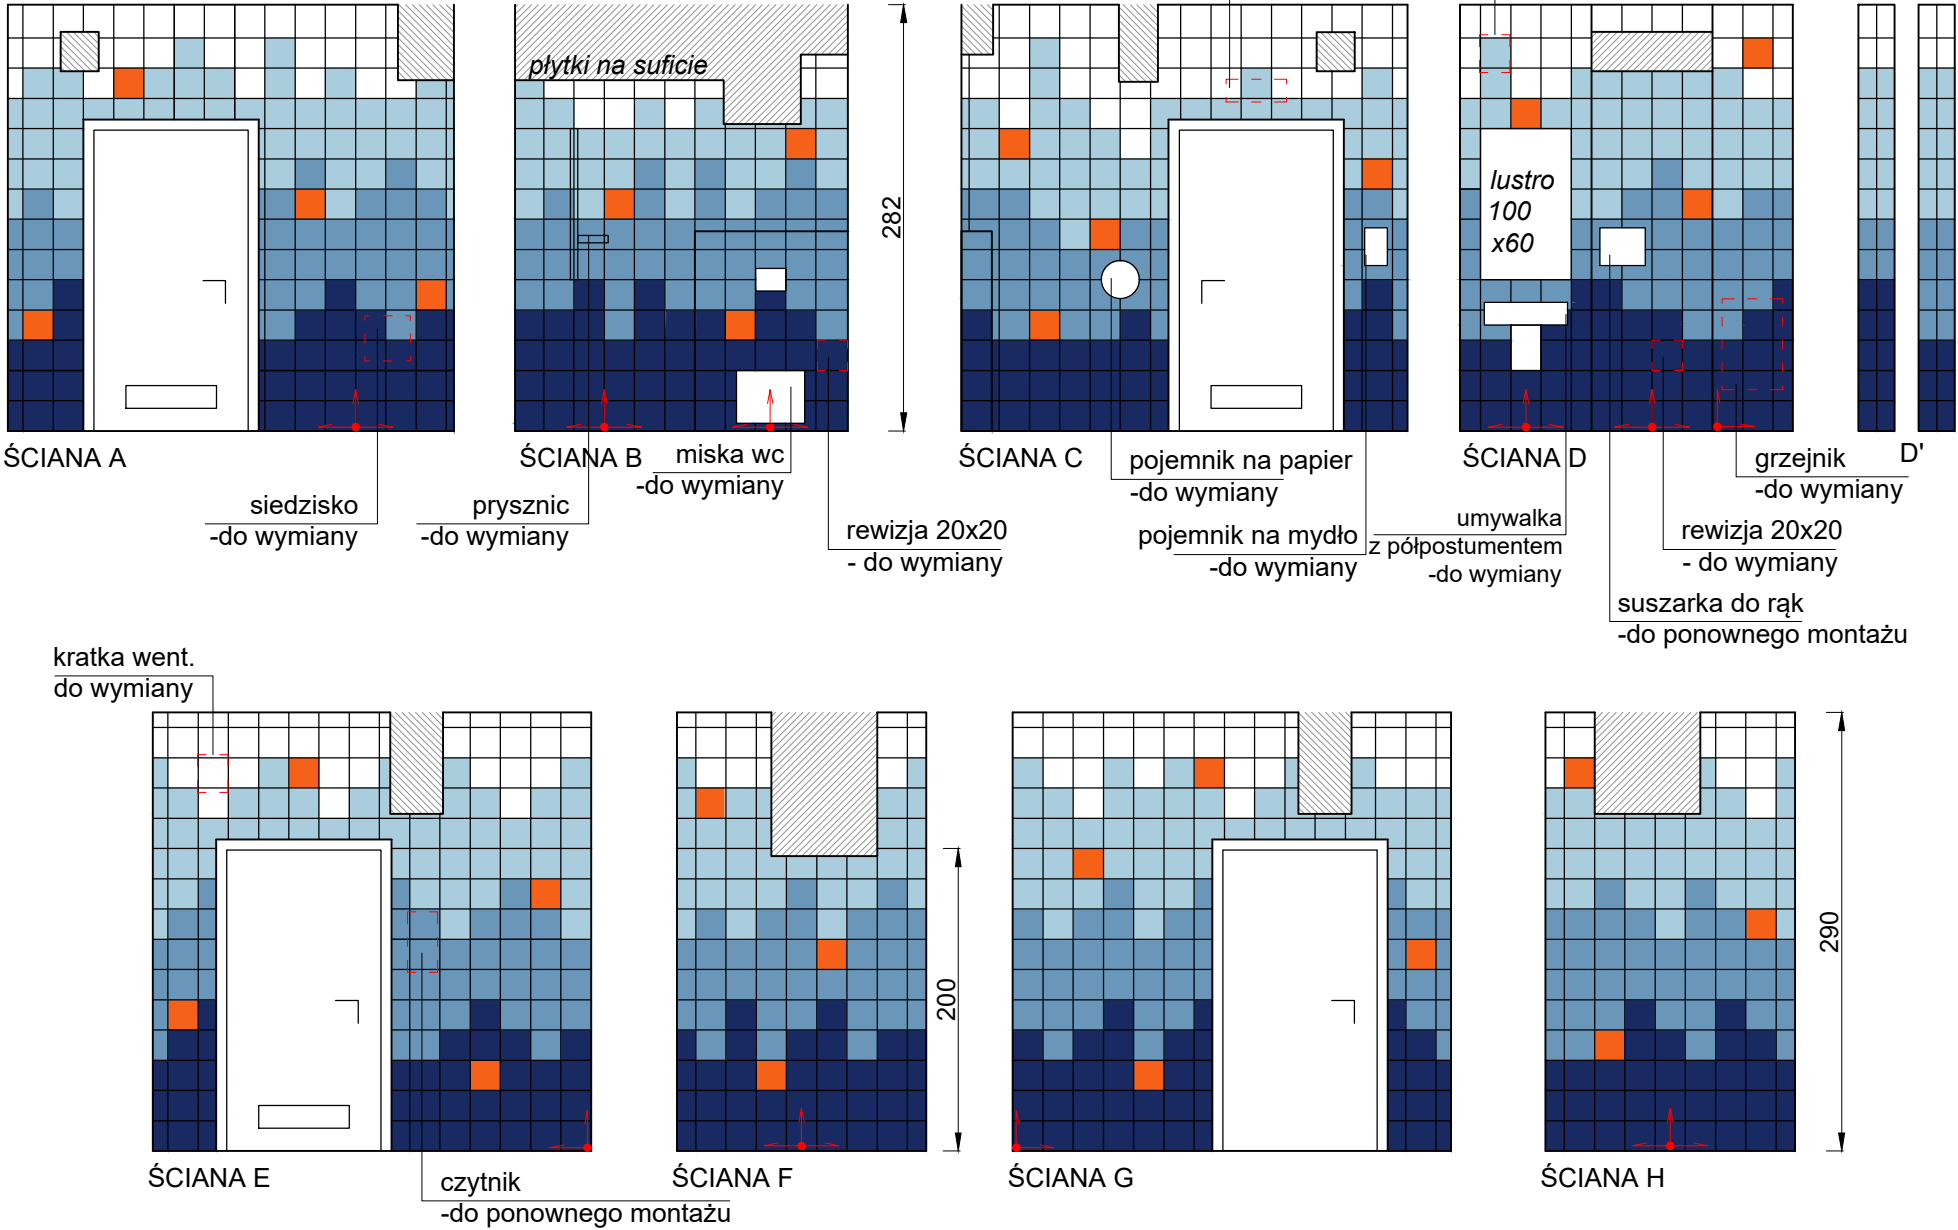 płytki na suficie
282
lustro
100
x60
ŚCIANA A
ŚCIANA B
ŚCIANA C
ŚCIANA D
D'
miska wc
-do wymiany
pojemnik na papier
-do wymiany
grzejnik
-do wymiany
siedzisko
-do wymiany
prysznic
-do wymiany
rewizja 20x20
- do wymiany
pojemnik na mydło
-do wymiany
umywalka
z półpostumentem
-do wymiany
rewizja 20x20
- do wymiany
suszarka do rąk
-do ponownego montażu
kratka went.
do wymiany
200
290
ŚCIANA E
ŚCIANA F
ŚCIANA G
ŚCIANA H
czytnik
-do ponownego montażu